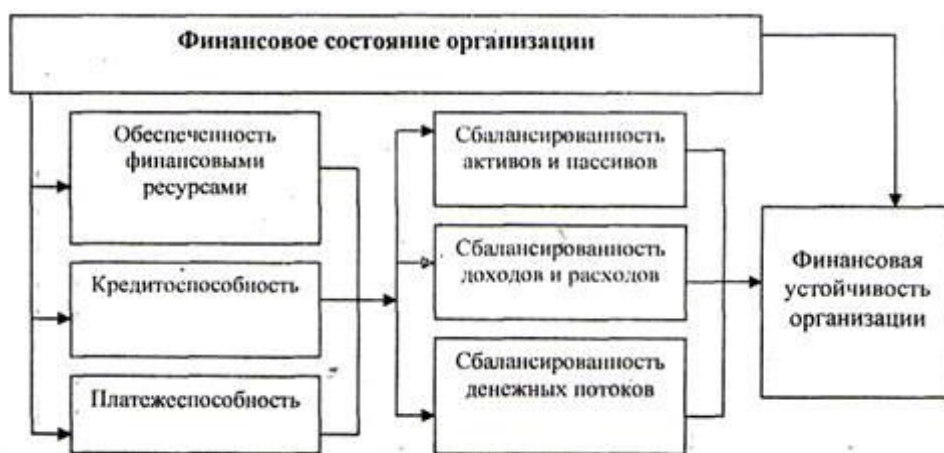 Финансовое состояние организации
Обеспеченность
финансовыми
ресурсами
Кредитоспособность
Платежеспособность
Сбалансированность
активов и пассивов
Сбалансированность
доходов и расходов
Сбалансированность
денежных потоков
Финансовая
устойчивость
организации